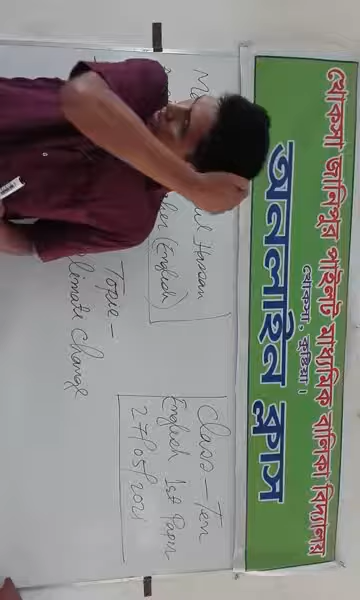 খোকসা জানিপুর পাইলট মাধ্যমিক বালিকা বিদ্যালয়
খোকসা, কুষ্টিয়া।
অনলাইন ক্লাস
Hassan
(English)
Class - Ten
English 1st Paper
27/05/2021
Topic -
Climate Change